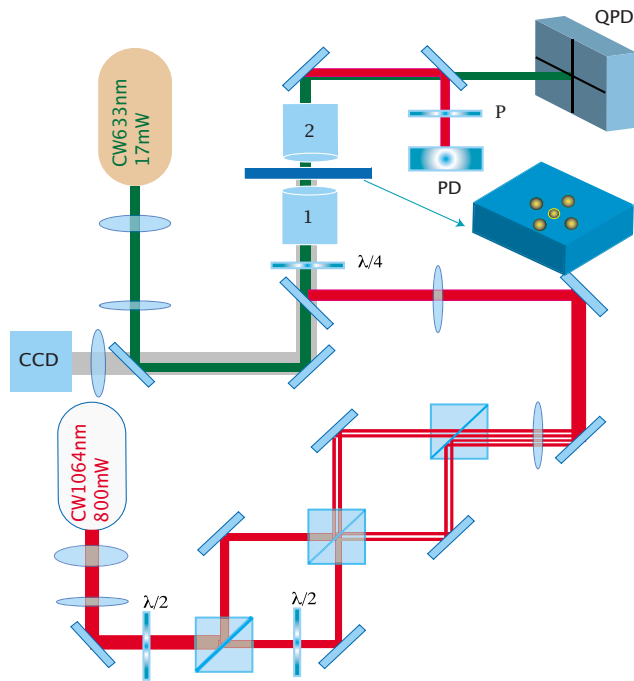 QPD
CW633nm
17mW
2
P
PD
1
λ/4
CCD
CW1064nm
800mW
λ/2
λ/2